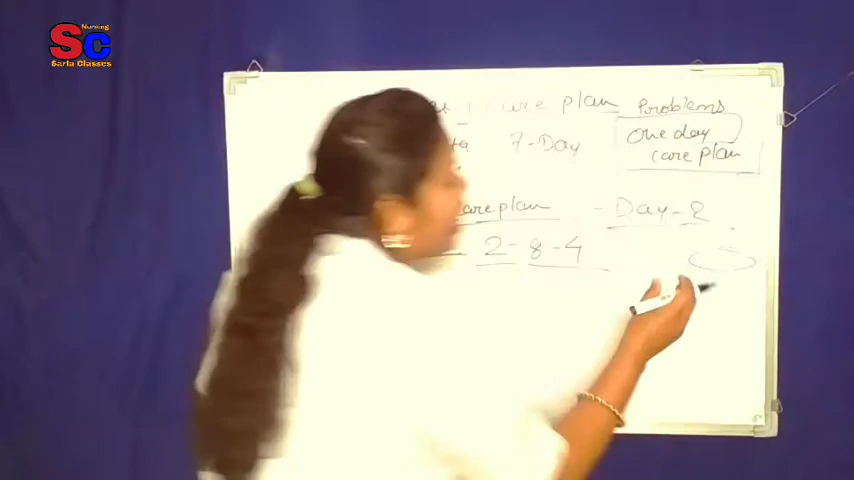 Nursing
SC
Sarla Classes
care plan Problems
7-Day One day
care plan
care plan - Day-2
2-8-4